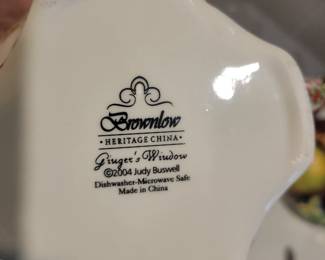 Brownlow
• HERITAGE CHINA •
Ginger's Window
©2004 Judy Buswell
Dishwasher-Microwave Safe
Made in China